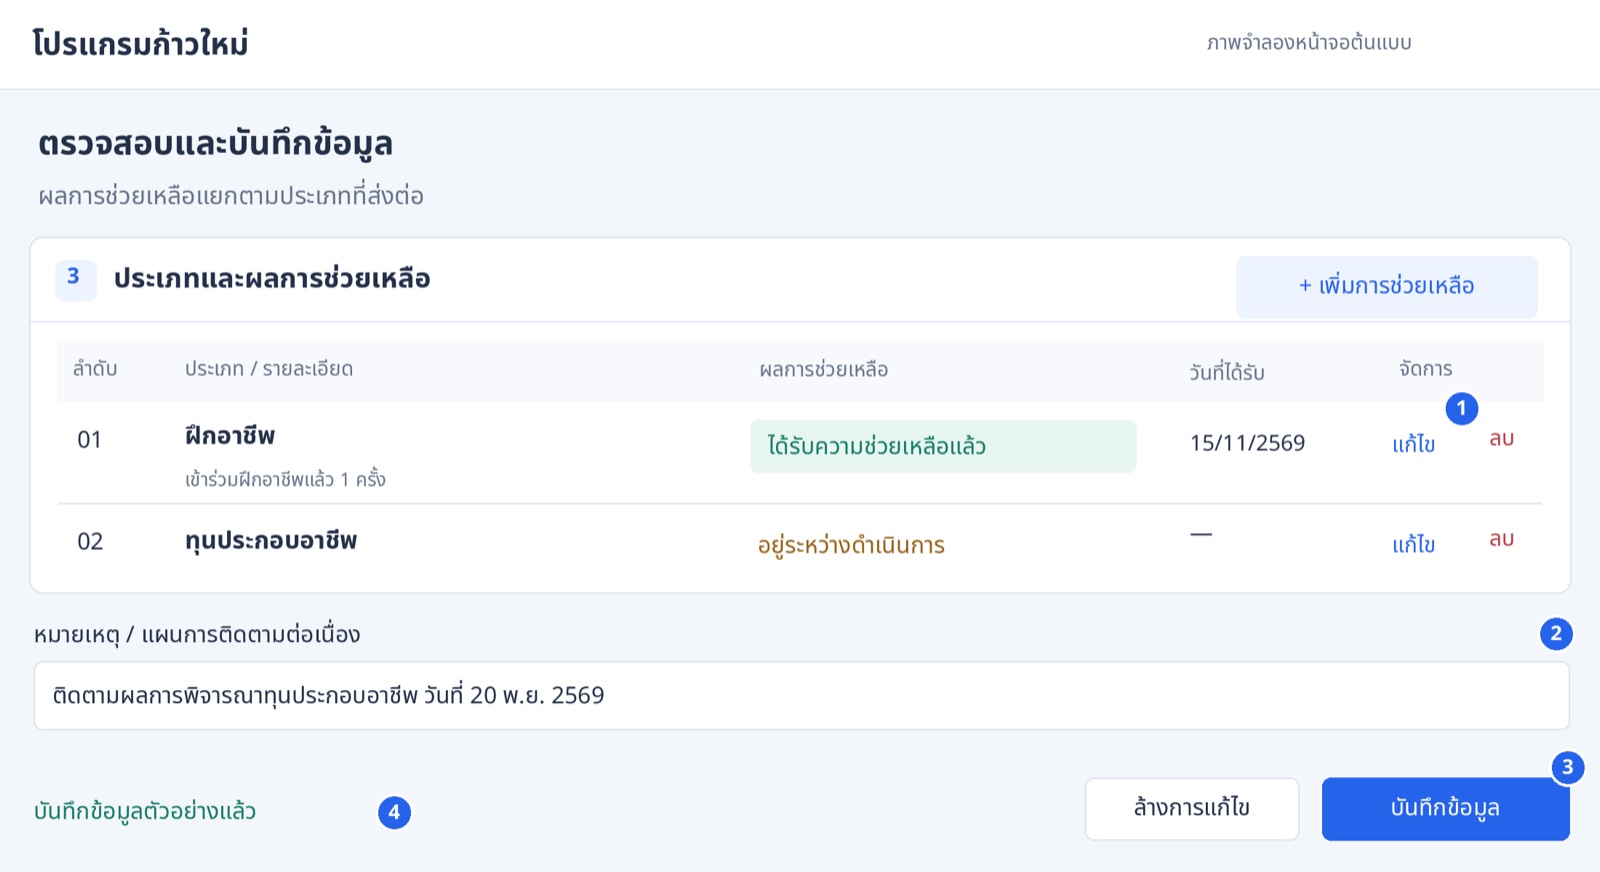 โปรแกรมก้าวใหม่
ภาพจำลองหน้าจอต้นแบบ
ตรวจสอบและบันทึกข้อมูล
ผลการช่วยเหลือแยกตามประเภทที่ส่งต่อ
3 ประเภทและผลการช่วยเหลือ
+ เพิ่มการช่วยเหลือ
ลำดับ ประเภท / รายละเอียด ผลการช่วยเหลือ วันที่ได้รับ จัดการ
1
01 ฝึกอาชีพ ได้รับความช่วยเหลือแล้ว 15/11/2569 แก้ไข ลบ
เข้าร่วมฝึกอาชีพแล้ว 1 ครั้ง
02 ทุนประกอบอาชีพ อยู่ระหว่างดำเนินการ — แก้ไข ลบ
หมายเหตุ / แผนการติดตามต่อเนื่อง 2
ติดตามผลการพิจารณาทุนประกอบอาชีพ วันที่ 20 พ.ย. 2569
3
บันทึกข้อมูลตัวอย่างแล้ว 4 ล้างการแก้ไข บันทึกข้อมูล